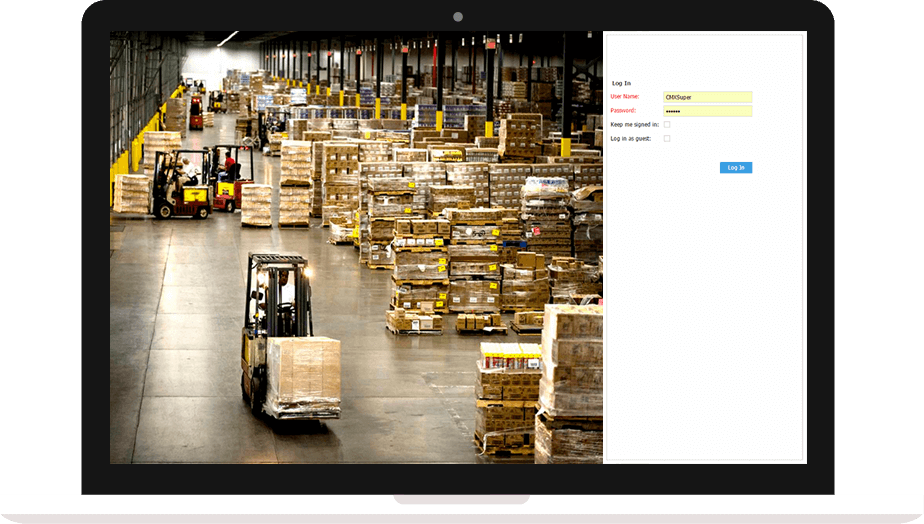 Log In
User Name: CMXSuper
Password: ••••••
Keep me signed in:
Log in as guest:
Log In